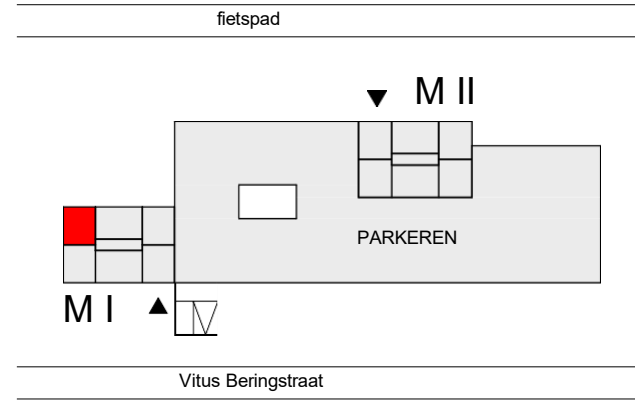 fietspad
M II
PARKEREN
M I
Vitus Beringstraat